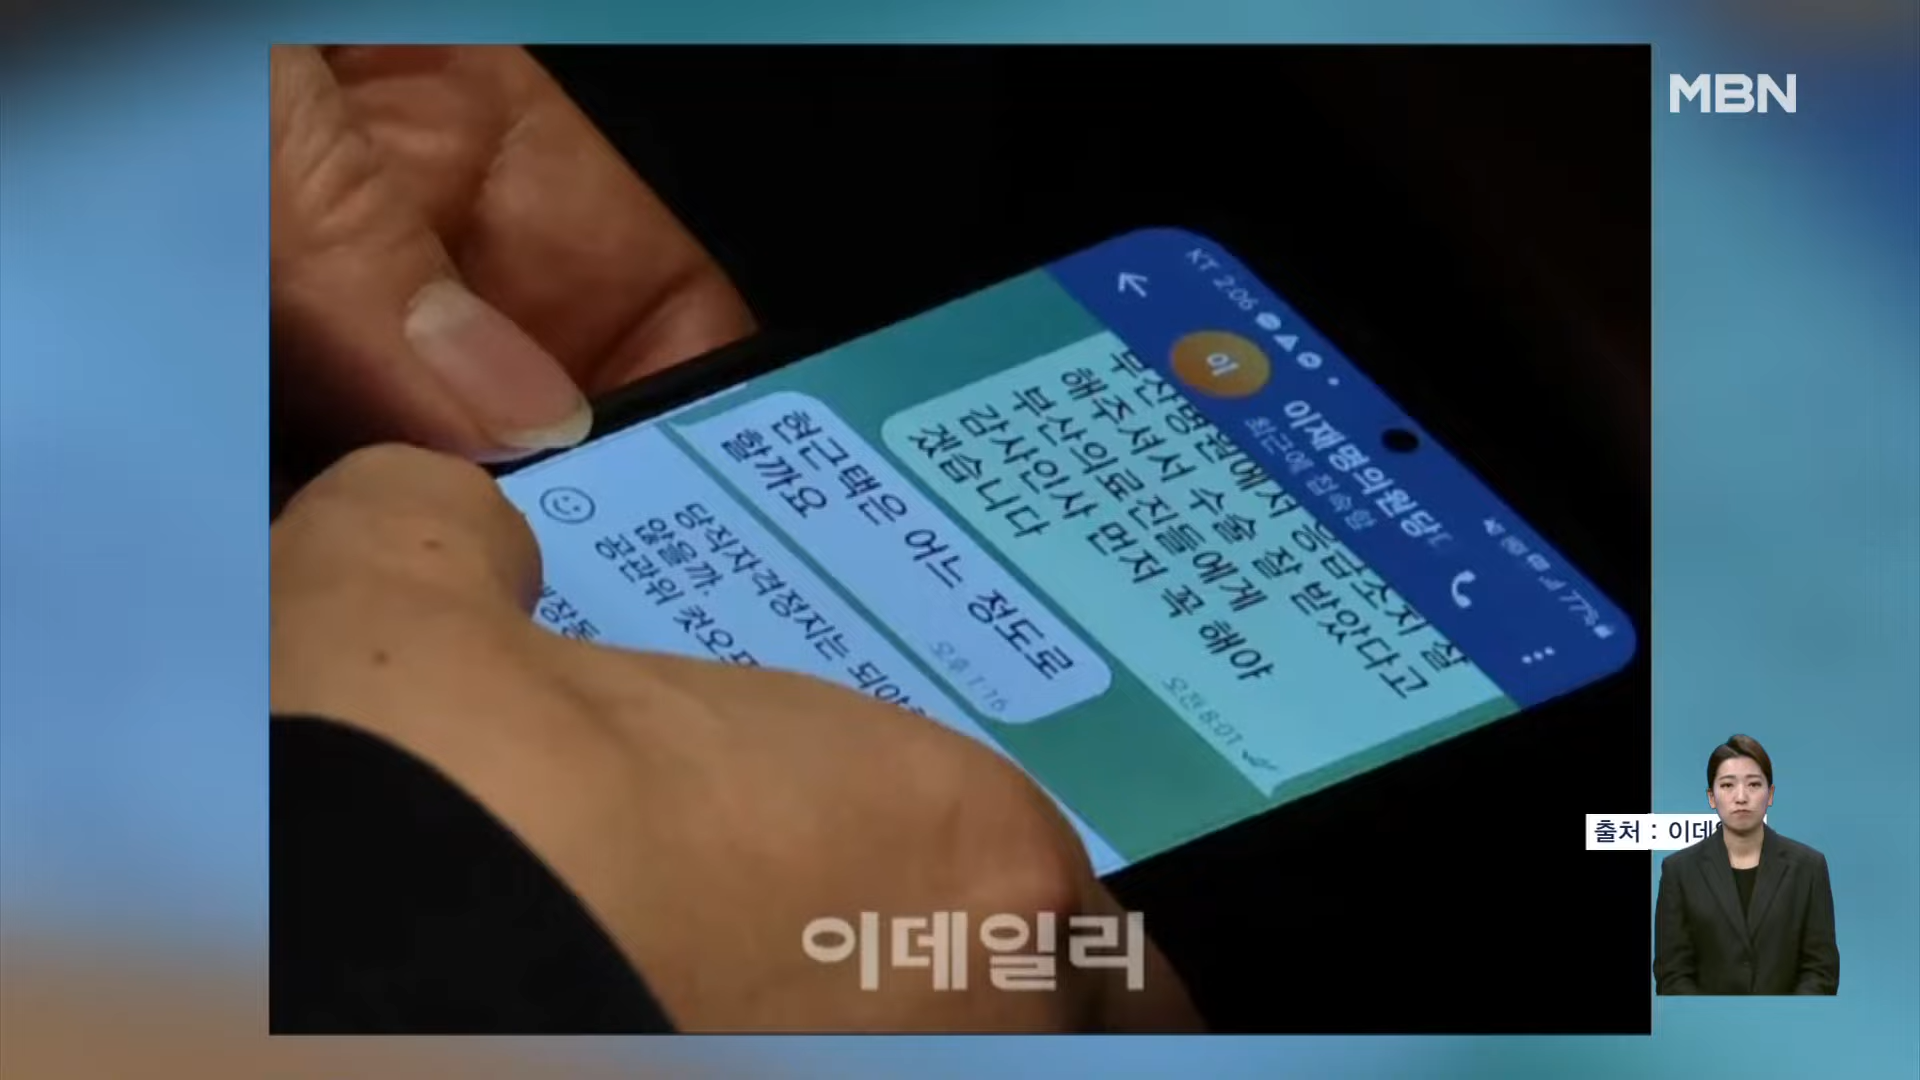 MBN
KT 2:06
77%
이
이재명의원당
최근에 접속함
부산병원에서 응급조치 잘
해주셔서 수술 잘 받았다고
부산의료진들에게
감사인사 먼저 꼭 해야
겠습니다
오전 8:01
현근택은 어느 정도로
할까요
오후 1:16
당직자격정지는 되야
않을까.
공관위 컷오프
이데일리
출처 : 이데